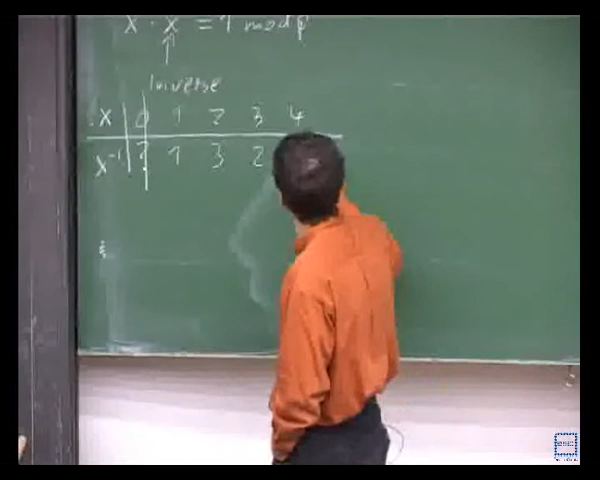 x · x = 1 mod p
Inverse
x 0 1 2 3 4
x⁻¹ ? 1 3 2